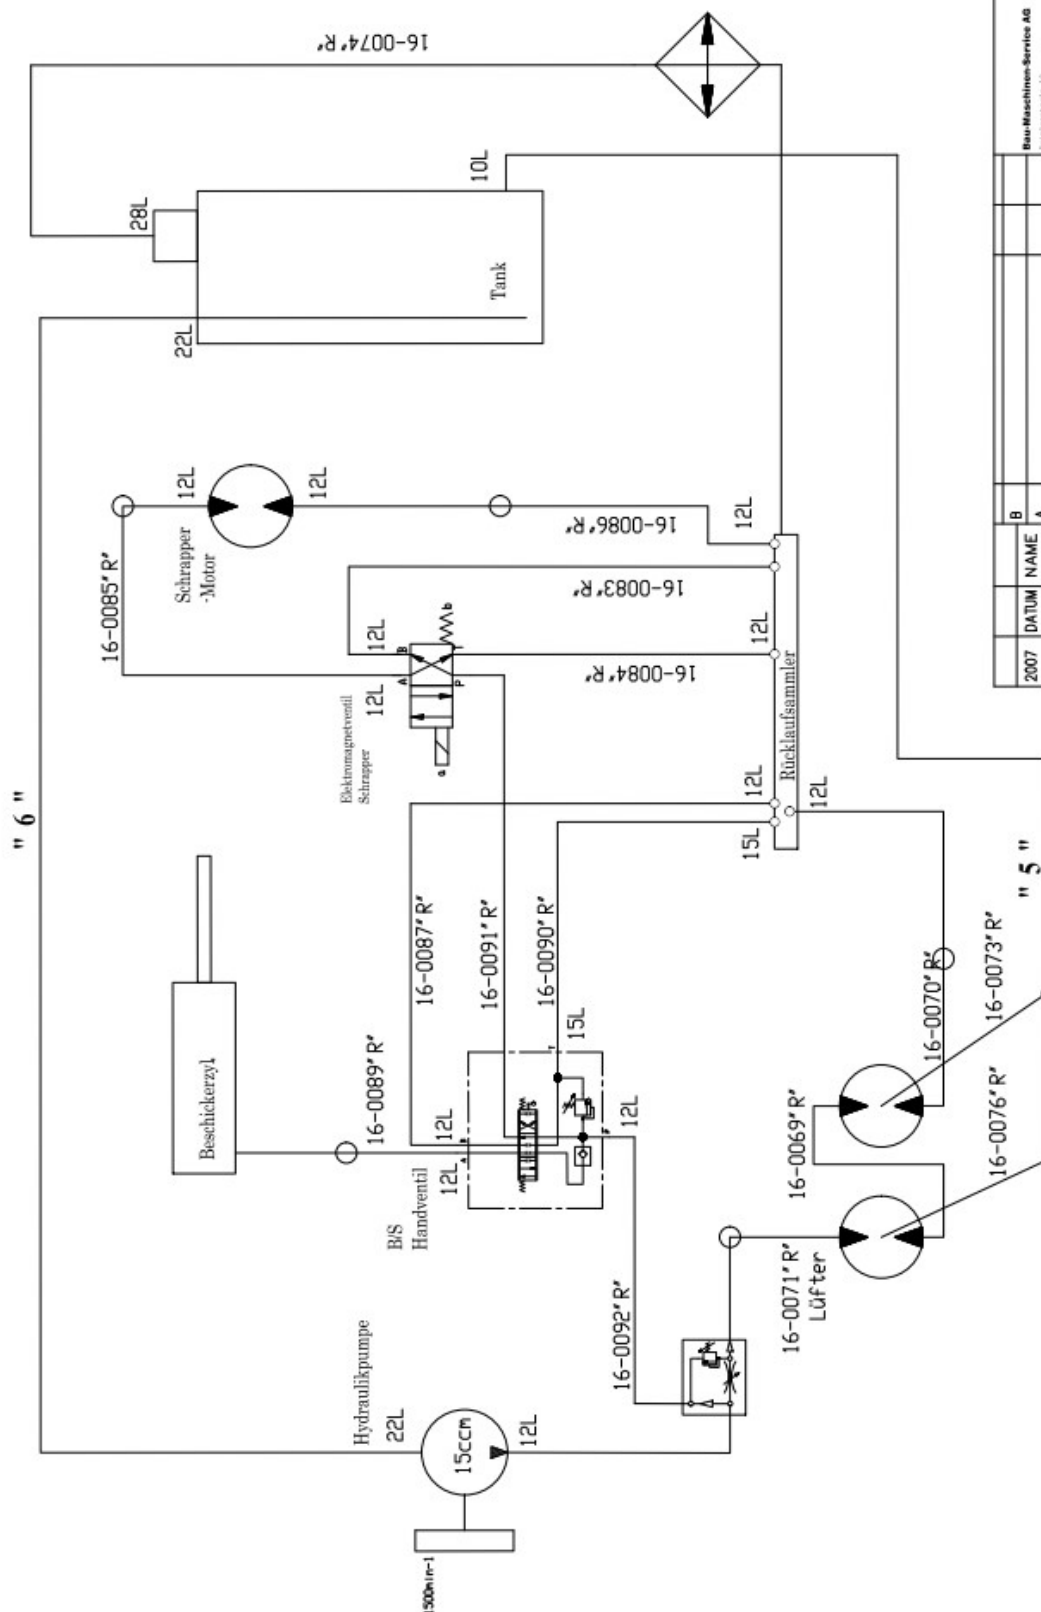 " 6 "
16-0074"R"
28L
22L
10L
Tank
12L
12L
Schrapper
-Motor
16-0085"R"
16-0086"R"
12L
16-0083"R"
12L
12L
A
B
P
T
a
b
Elektromagnetventil
Schrapper
16-0084"R"
12L
Rücklaufsammler
12L
15L
12L
Beschickerzyl.
16-0089"R"
16-0087"R"
16-0091"R"
16-0090"R"
12L
12L
15L
12L
B/S
Handventil
16-0092"R"
Hydraulikpumpe
22L
15ccm
12L
1500min-1
16-0071"R"
Lüfter
16-0069"R"
16-0070"R"
16-0073"R"
16-0076"R"
" 5 "
2007
DATUM
NAME
B
A
Bau-Maschinen-Service AG